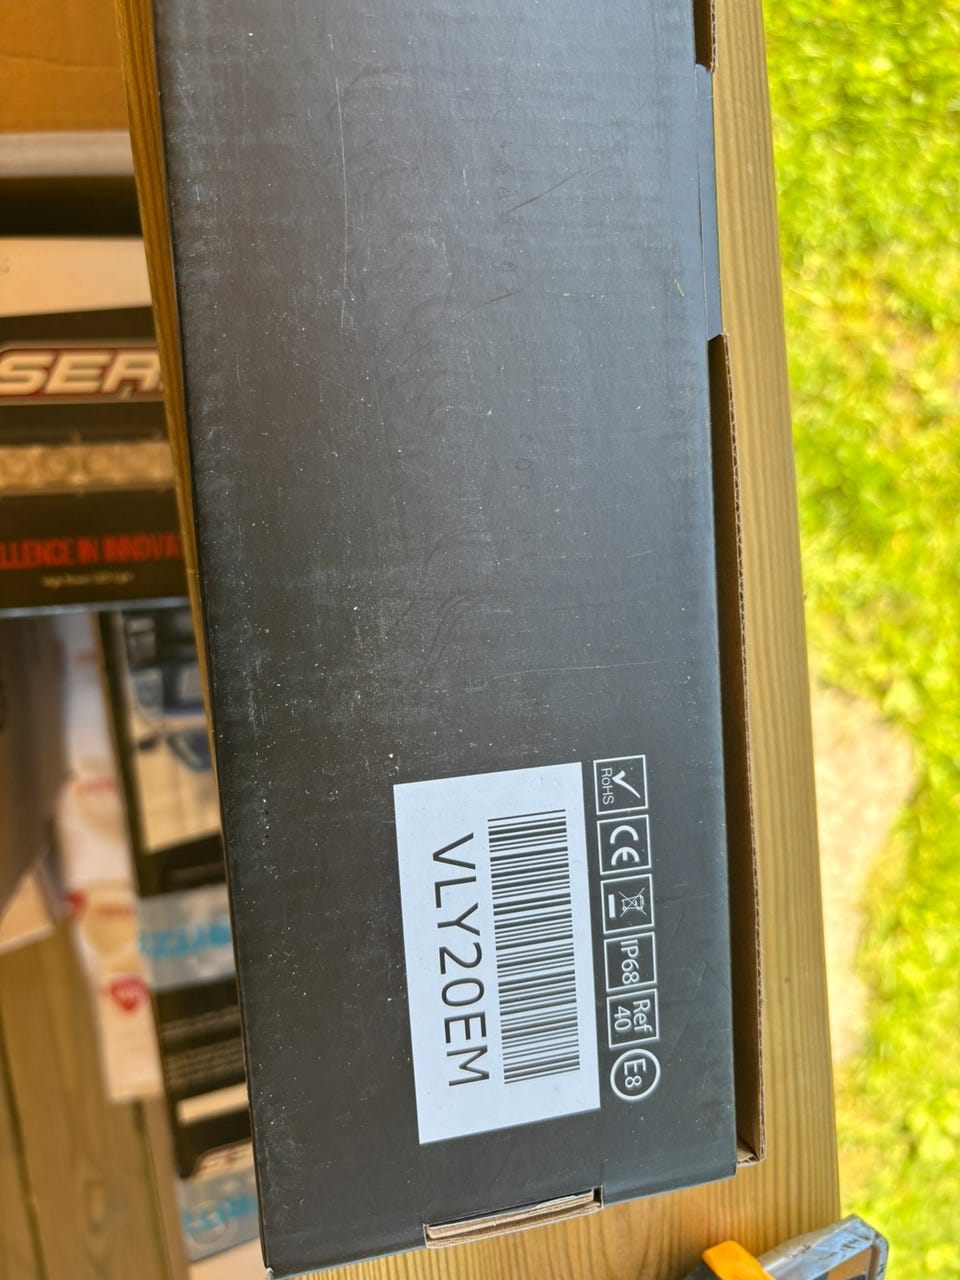 VLY20EM
RoHS
CE
IP68
Ref
40
E8
SER
LLENCE IN INNOVA